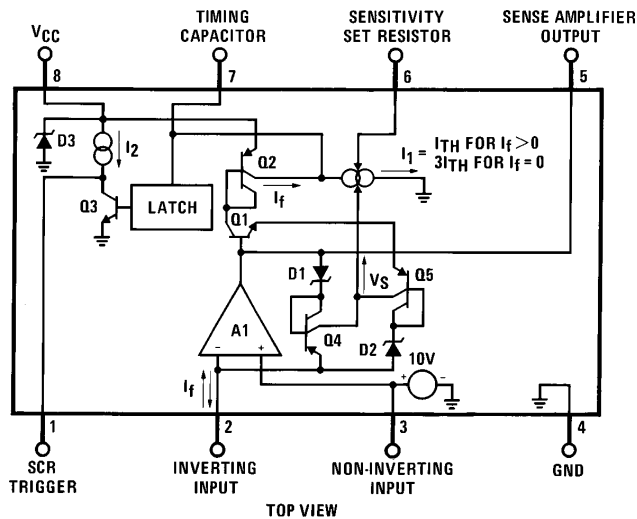 TIMING CAPACITOR
SENSITIVITY SET RESISTOR
SENSE AMPLIFIER OUTPUT
VCC
8
7
6
5
D3
I2
Q2
I1 = ITH FOR If >0
3ITH FOR If = 0
Q3
LATCH
If
Q1
D1
VS
Q5
A1
Q4
D2
10V
- +
+ -
If
1
2
3
4
SCR TRIGGER
INVERTING INPUT
NON-INVERTING INPUT
GND
TOP VIEW